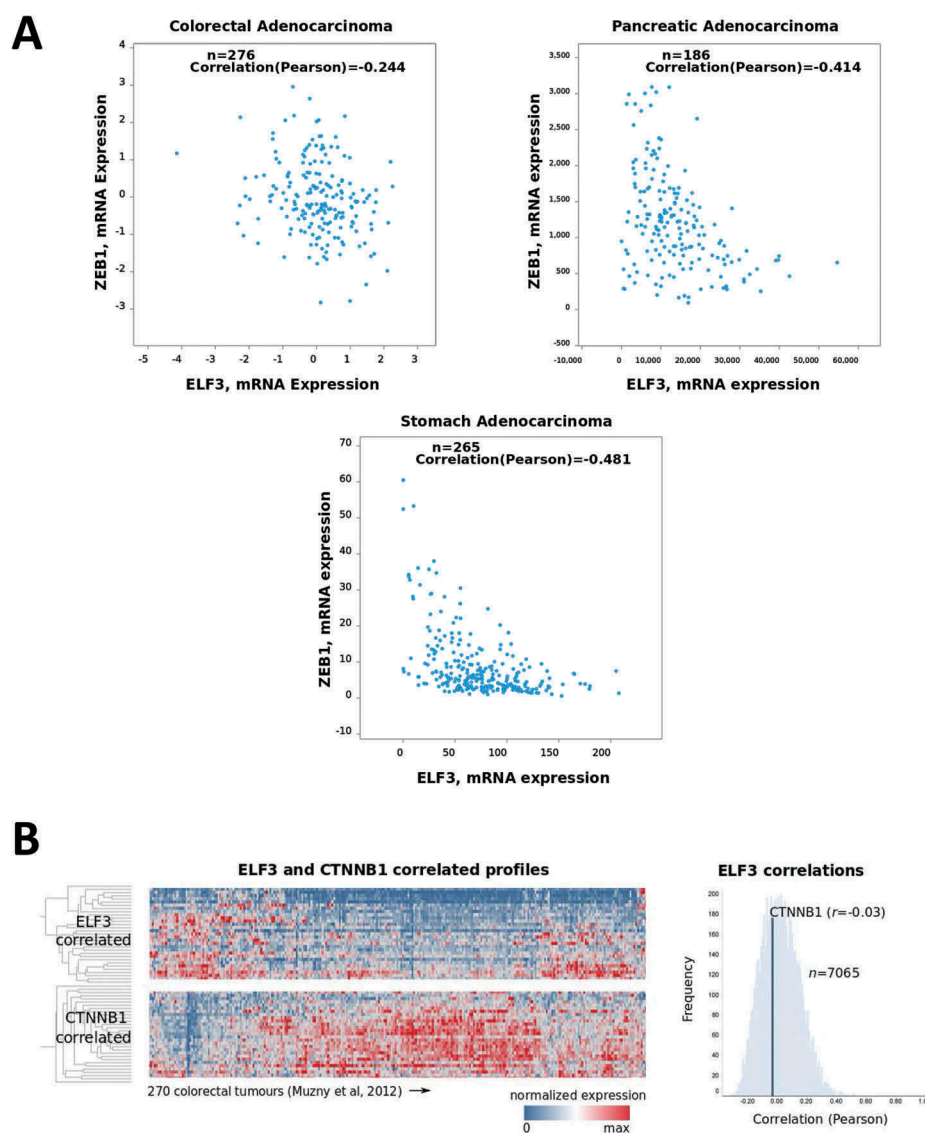 A
Colorectal Adenocarcinoma
n=276
Correlation(Pearson)=-0.244
ZEB1, mRNA Expression
4
3
2
1
0
-1
-2
-3
-5 -4 -3 -2 -1 0 1 2 3
ELF3, mRNA Expression
Pancreatic Adenocarcinoma
n=186
Correlation(Pearson)=-0.414
ZEB1, mRNA expression
3,500
3,000
2,500
2,000
1,500
1,000
500
0
-500
-10,000 0 10,000 20,000 30,000 40,000 50,000 60,000
ELF3, mRNA expression
Stomach Adenocarcinoma
n=265
Correlation(Pearson)=-0.481
ZEB1, mRNA expression
70
60
50
40
30
20
10
0
-10
0 50 100 150 200
ELF3, mRNA expression
B
ELF3 and CTNNB1 correlated profiles
ELF3
correlated
CTNNB1
correlated
270 colorectal tumours (Muzny et al, 2012)
normalized expression
0 max
ELF3 correlations
CTNNB1 (r=-0.03)
n=7065
Frequency
200
180
160
140
120
100
80
60
40
20
0
-0.20 0.00 0.20 0.40 0.60 0.80 1.0
Correlation (Pearson)